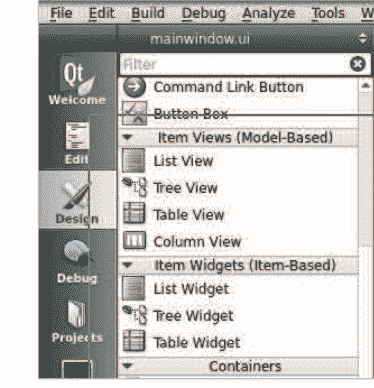 File Edit Build Debug Analyze Tools W
mainwindow.ui
Filter
Qt
Welcome
Command Link Button
Button Box
Item Views (Model-Based)
Edit
List View
Tree View
Design
Table View
Column View
Debug
Item Widgets (Item-Based)
List Widget
Tree Widget
Projects
Table Widget
Containers